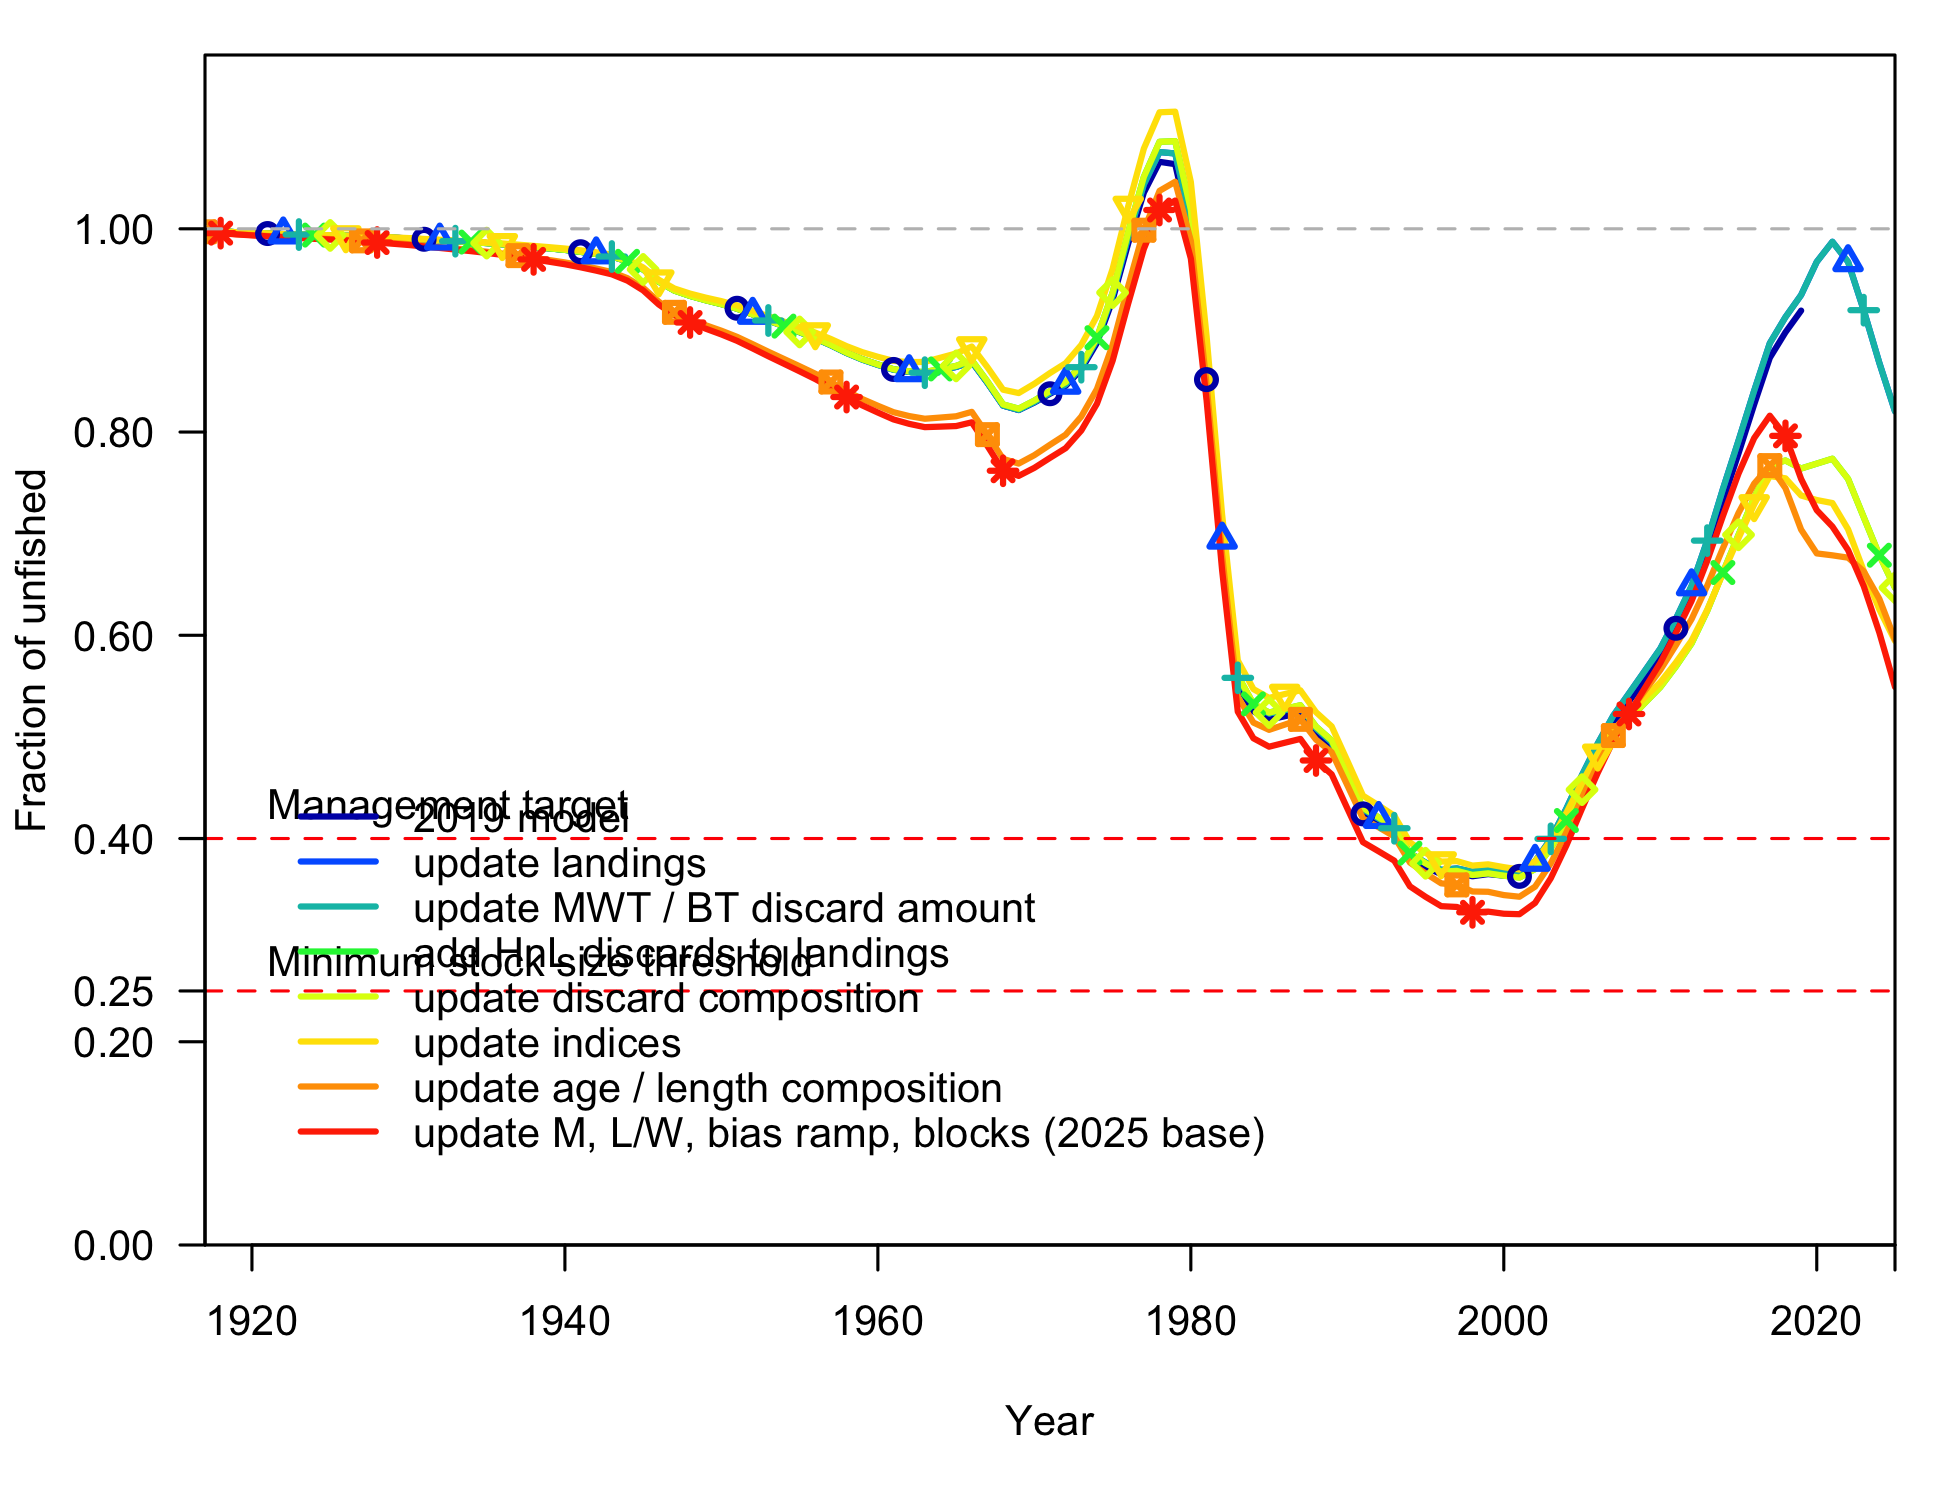 1.00
0.80
0.60
0.40
0.25
0.20
0.00
Fraction of unfished
Management target
2019 model
update landings
update MWT / BT discard amount
add HnL discards to landings
Minimum stock size threshold
update discard composition
update indices
update age / length composition
update M, L/W, bias ramp, blocks (2025 base)
1920 1940 1960 1980 2000 2020
Year